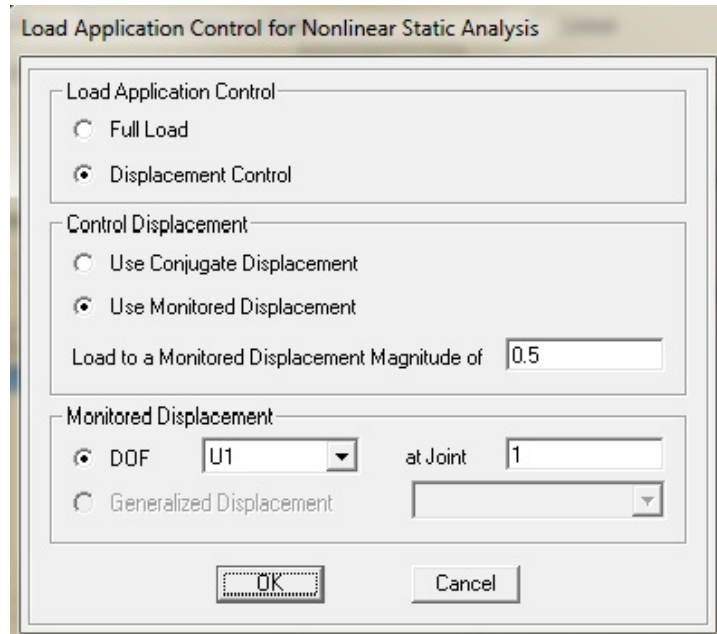 Load Application Control for Nonlinear Static Analysis
Load Application Control
Full Load
Displacement Control
Control Displacement
Use Conjugate Displacement
Use Monitored Displacement
Load to a Monitored Displacement Magnitude of 0.5
Monitored Displacement
DOF U1 at Joint 1
Generalized Displacement
OK Cancel